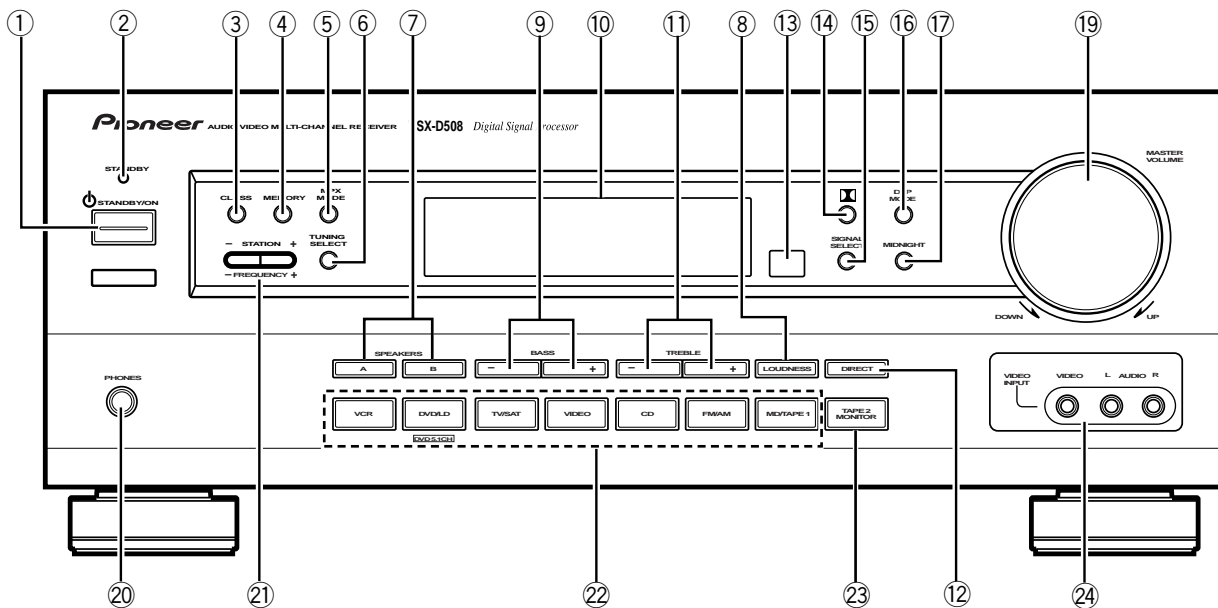 ① ② ③ ④ ⑤ ⑥ ⑦ ⑨ ⑩ ⑪ ⑧ ⑬ ⑭ ⑮ ⑯ ⑰ ⑲
Pioneer AUDIO/VIDEO MULTI-CHANNEL RECEIVER SX-D508 Digital Signal Processor
MASTER
VOLUME
STANDBY
STANDBY/ON
CLASS MEMORY MPX
MODE
DSP
MODE
− STATION +
TUNING
SELECT
SIGNAL
SELECT
MIDNIGHT
− FREQUENCY +
DOWN UP
SPEAKERS BASS TREBLE
A B − + − + LOUDNESS DIRECT
PHONES
VIDEO
INPUT
VIDEO L AUDIO R
VCR DVD/LD TV/SAT VIDEO CD FM/AM MD/TAPE 1 TAPE 2
MONITOR
DVD 5.1CH
⑳ ㉑ ㉒ ㉓ ⑫ ㉔